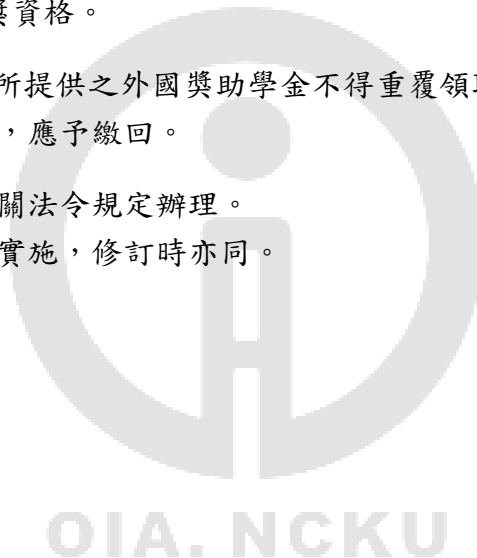 獎資格。
所提供之外國獎助學金不得重覆領
，應予繳回。
關法令規定辦理。
實施，修訂時亦同。
OIA, NCKU